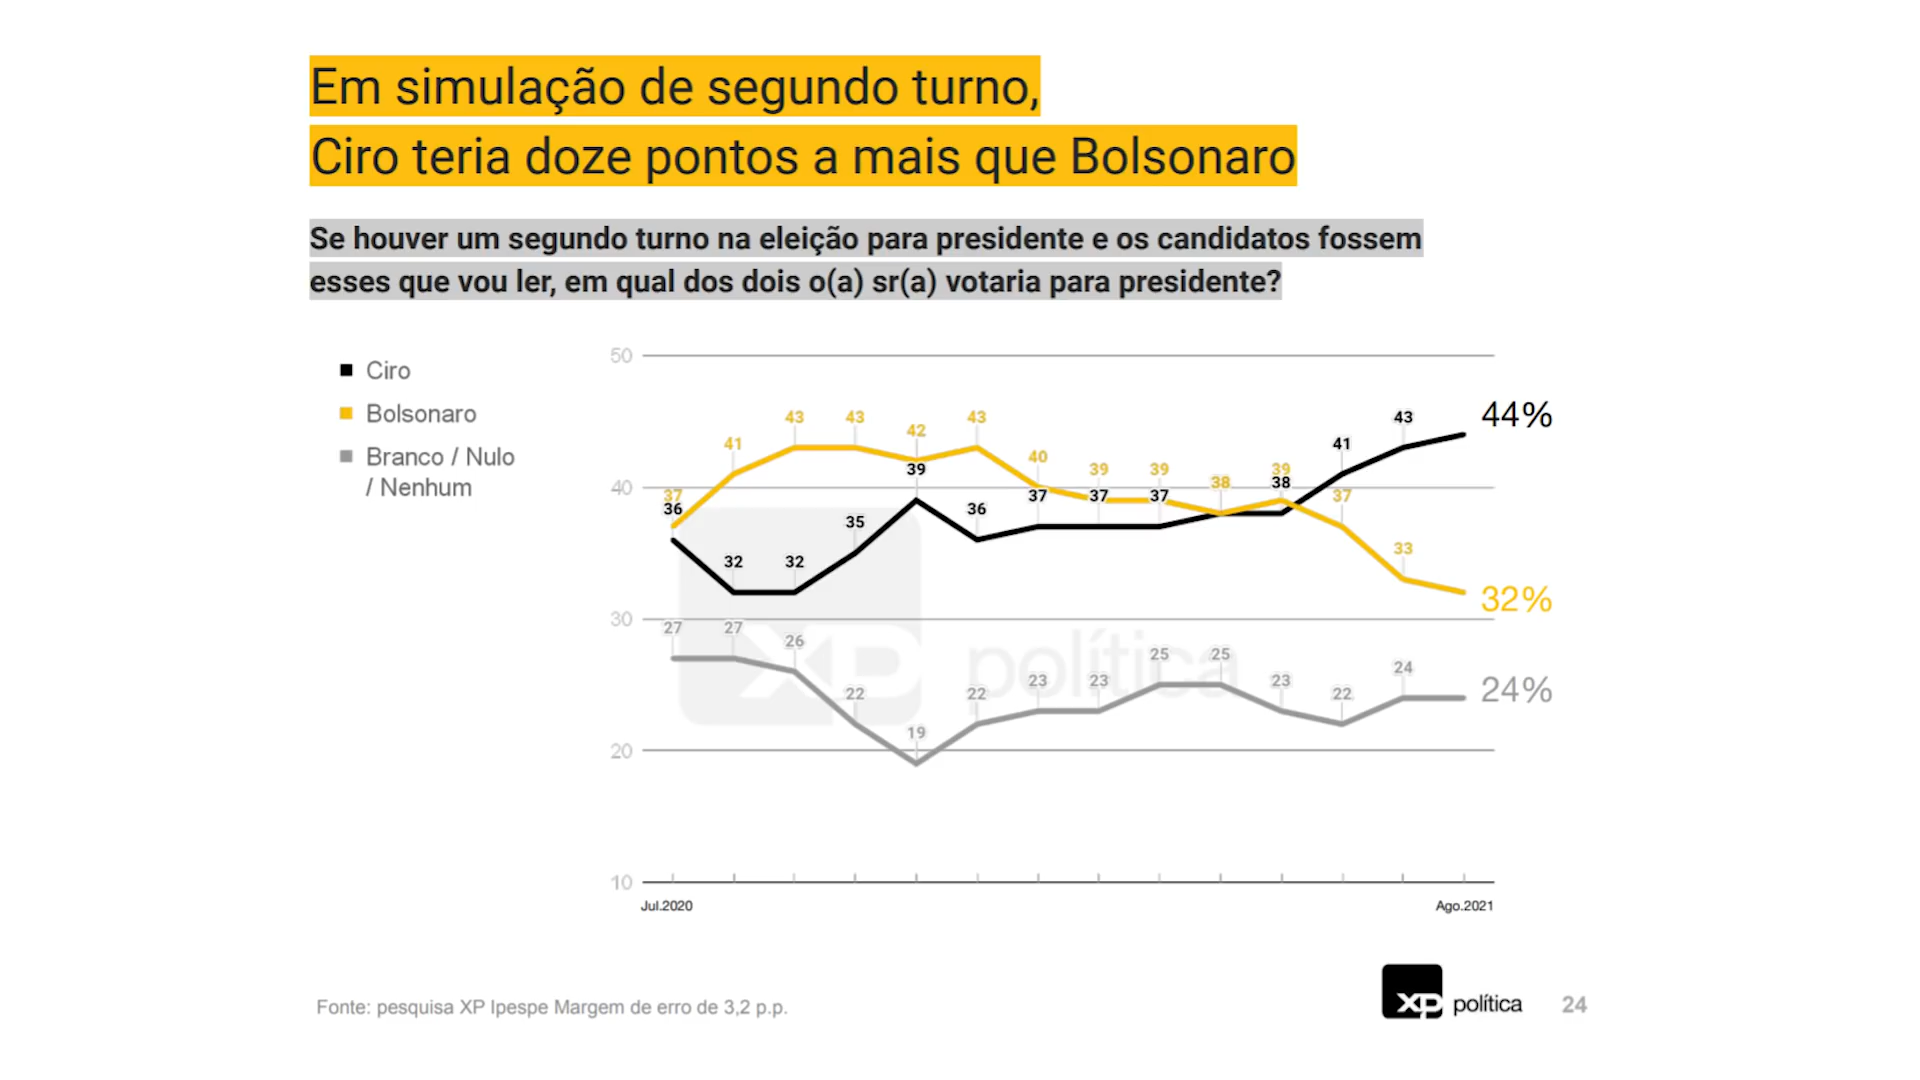 Em simulação de segundo turno,
Ciro teria doze pontos a mais que Bolsonaro
Se houver um segundo turno na eleição para presidente e os candidatos fossem
esses que vou ler, em qual dos dois o(a) sr(a) votaria para presidente?
Ciro
Bolsonaro
Branco / Nulo
/ Nenhum
50
40
30
20
10
37 41 43 43 42 43 40 39 39 38 39 37 33 32%
36 32 32 35 39 36 37 37 37 38 41 43 44%
27 27 26 22 19 22 23 23 25 25 23 22 24 24%
XP política
Jul.2020 Ago.2021
Fonte: pesquisa XP Ipespe Margem de erro de 3,2 p.p.
xp política 24